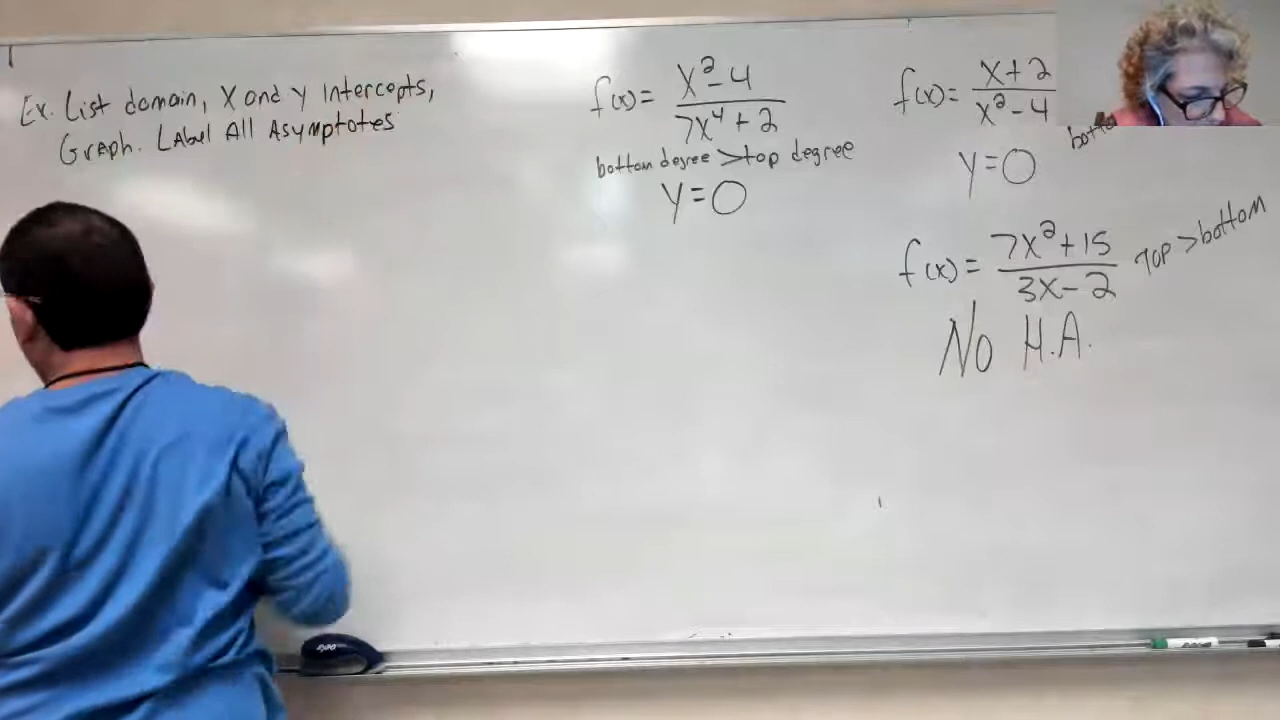 Ex. List domain, X and Y Intercepts,
Graph. Label All Asymptotes
f(x) = X² - 4 / 7X⁴ + 2
bottom degree > top degree
Y = 0
f(x) = X + 2 / X² - 4
Y = 0
f(x) = 7X² + 15 / 3X - 2
Top > bottom
No H.A.